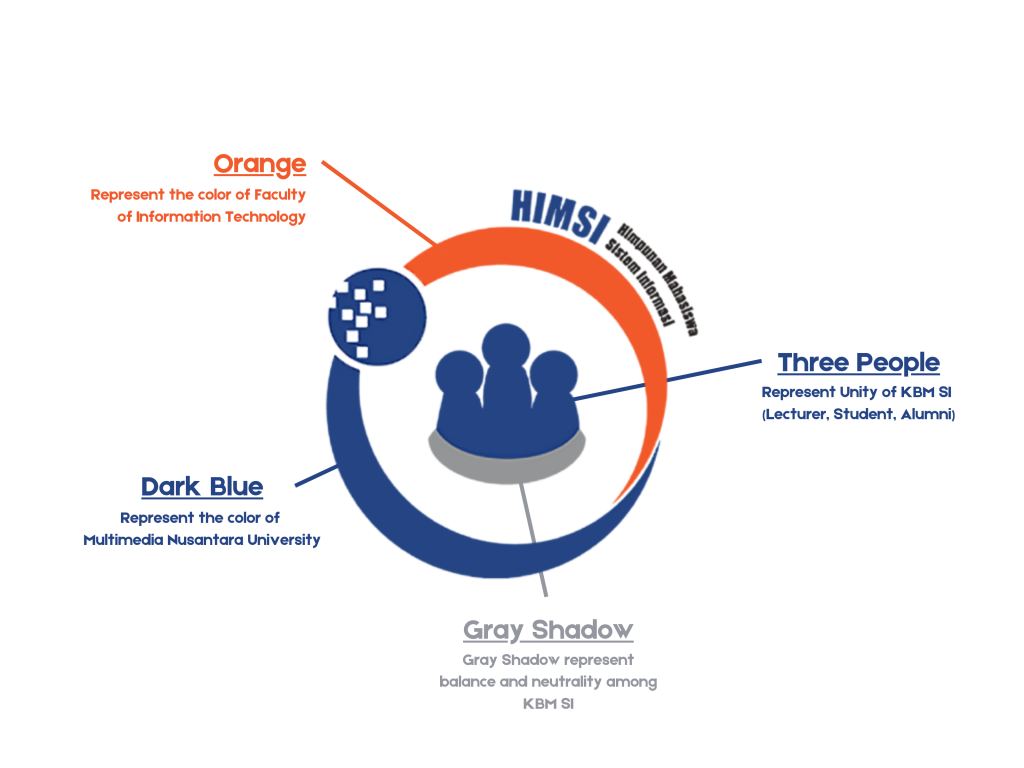 Orange
Represent the color of Faculty
of Information Technology
HIMSI
Himpunan Mahasiswa
Sistem Informasi
Three People
Represent Unity of KBM SI
(Lecturer, Student, Alumni)
Dark Blue
Represent the color of
Multimedia Nusantara University
Gray Shadow
Gray Shadow represent
balance and neutrality among
KBM SI